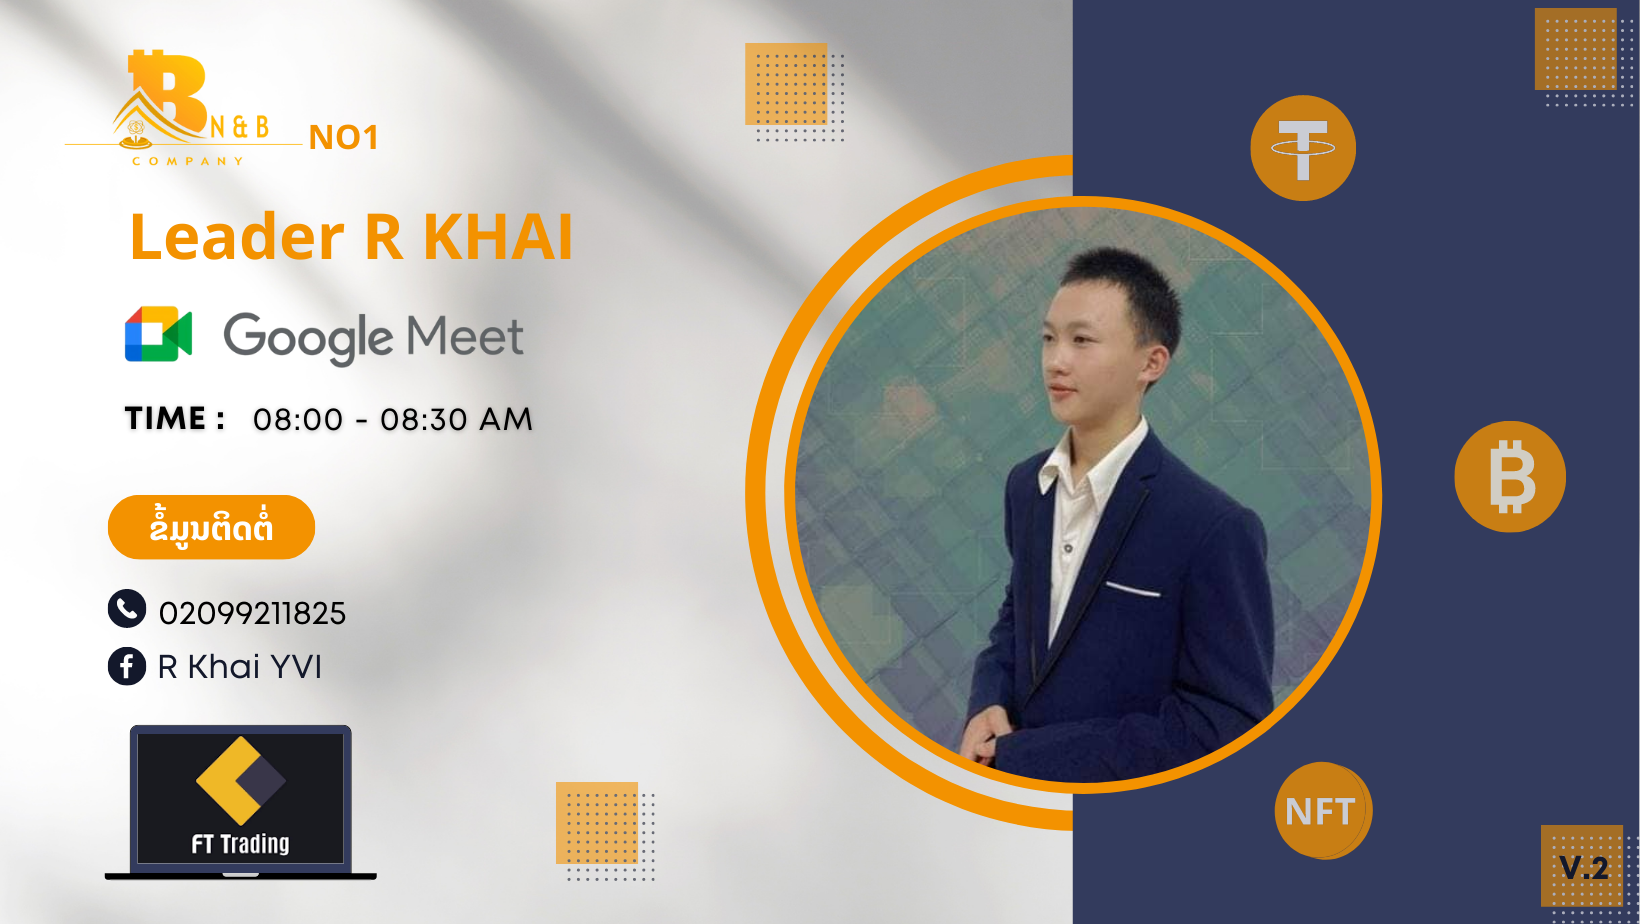 N & B
COMPANY
NO1
Leader R KHAI
Google Meet
TIME : 08:00 - 08:30 AM
ຂໍ້ມູນຕິດຕໍ່
02099211825
R Khai YVI
FT Trading
NFT
V.2